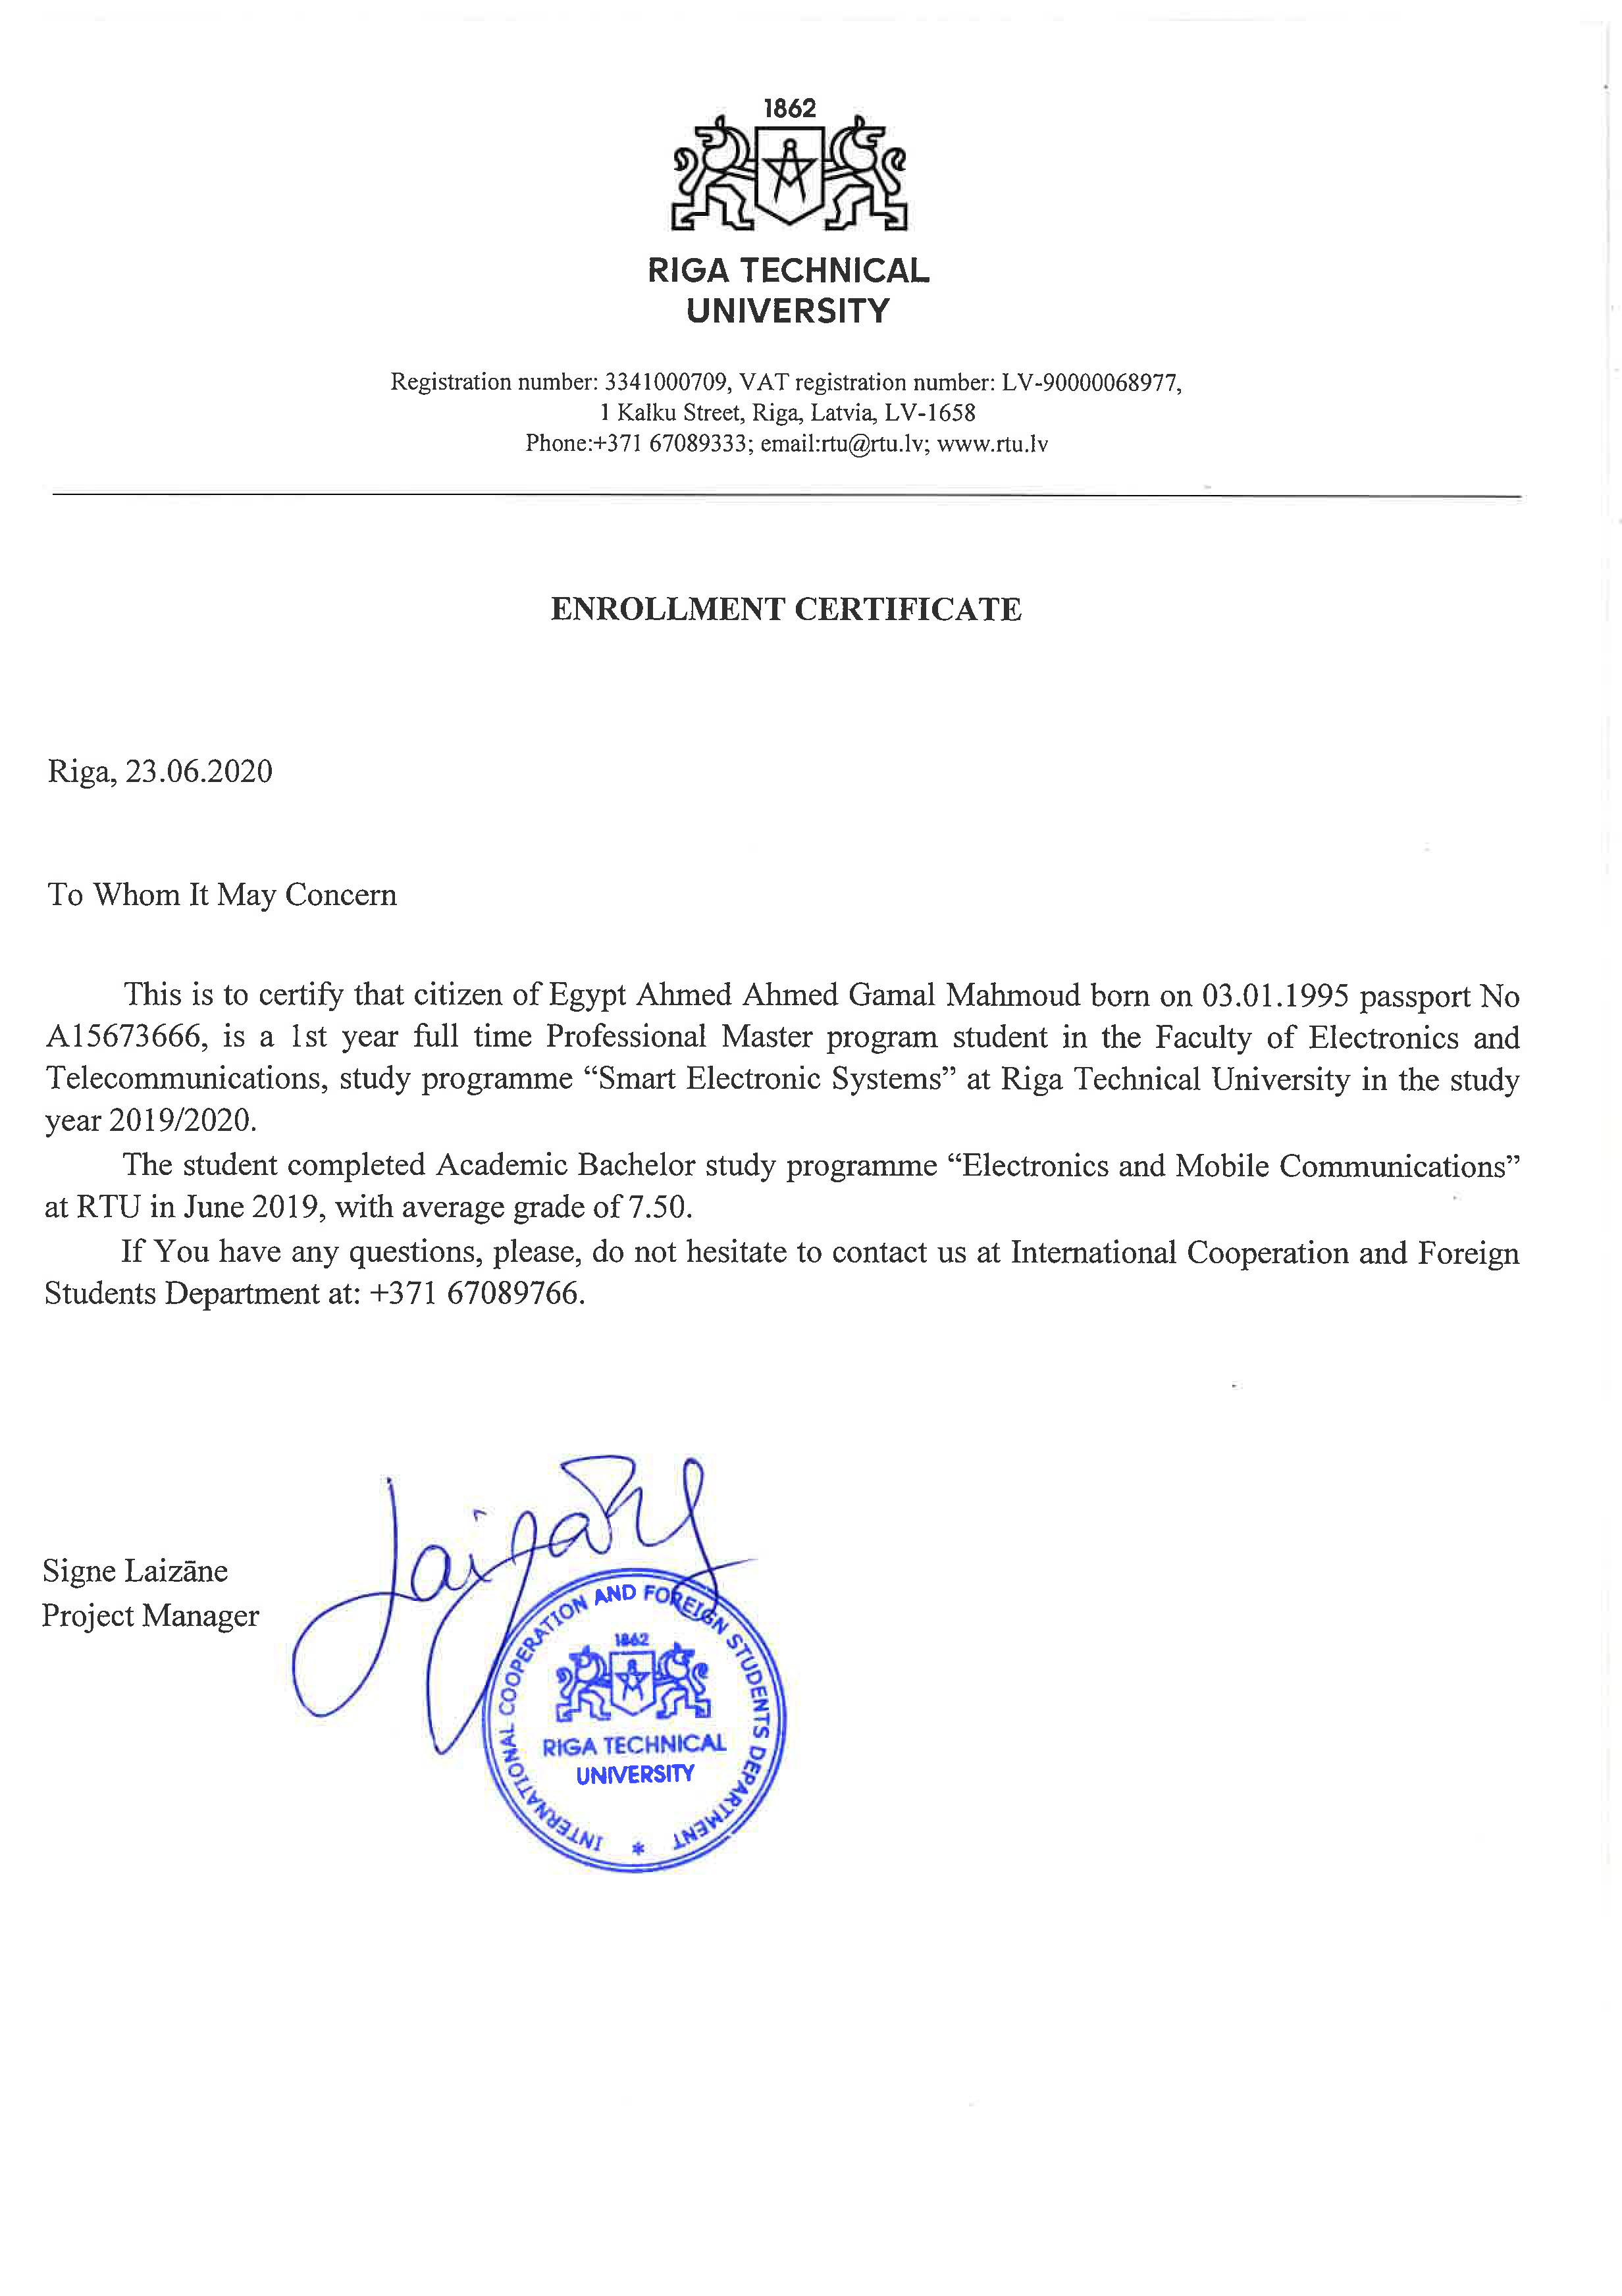 1862
RIGA TECHNICAL
UNIVERSITY
Registration number: 3341000709, VAT registration number: LV-90000068977,
1 Kalku Street, Riga, Latvia, LV-1658
Phone:+371 67089333; email:rtu@rtu.lv; www.rtu.lv
ENROLLMENT CERTIFICATE
Riga, 23.06.2020
To Whom It May Concern
This is to certify that citizen of Egypt Ahmed Ahmed Gamal Mahmoud born on 03.01.1995 passport No
A15673666, is a 1st year full time Professional Master program student in the Faculty of Electronics and
Telecommunications, study programme “Smart Electronic Systems” at Riga Technical University in the study
year 2019/2020.
The student completed Academic Bachelor study programme “Electronics and Mobile Communications”
at RTU in June 2019, with average grade of 7.50.
If You have any questions, please, do not hesitate to contact us at International Cooperation and Foreign
Students Department at: +371 67089766.
Signe Laizāne
Project Manager
INTERNATIONAL COOPERATION AND FOREIGN STUDENTS DEPARTMENT *
1862
RIGA TECHNICAL
UNIVERSITY